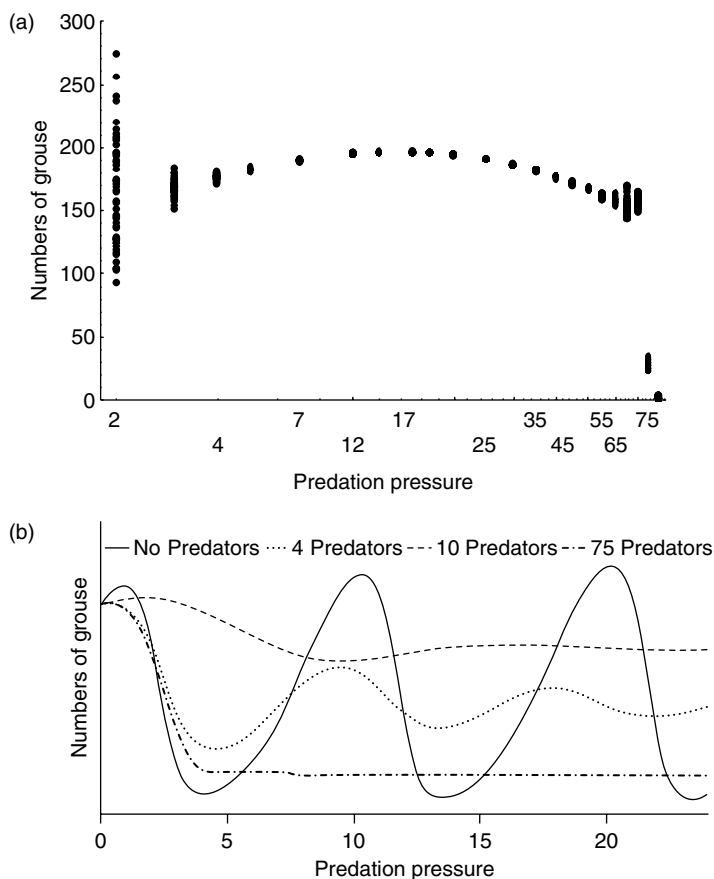 (a)
300
250
200
150
100
50
0
Numbers of grouse
2 7 12 17 35 55 75
4 12 25 45 65
Predation pressure
(b)
No Predators 4 Predators 10 Predators 75 Predators
Numbers of grouse
0 5 10 15 20
Predation pressure